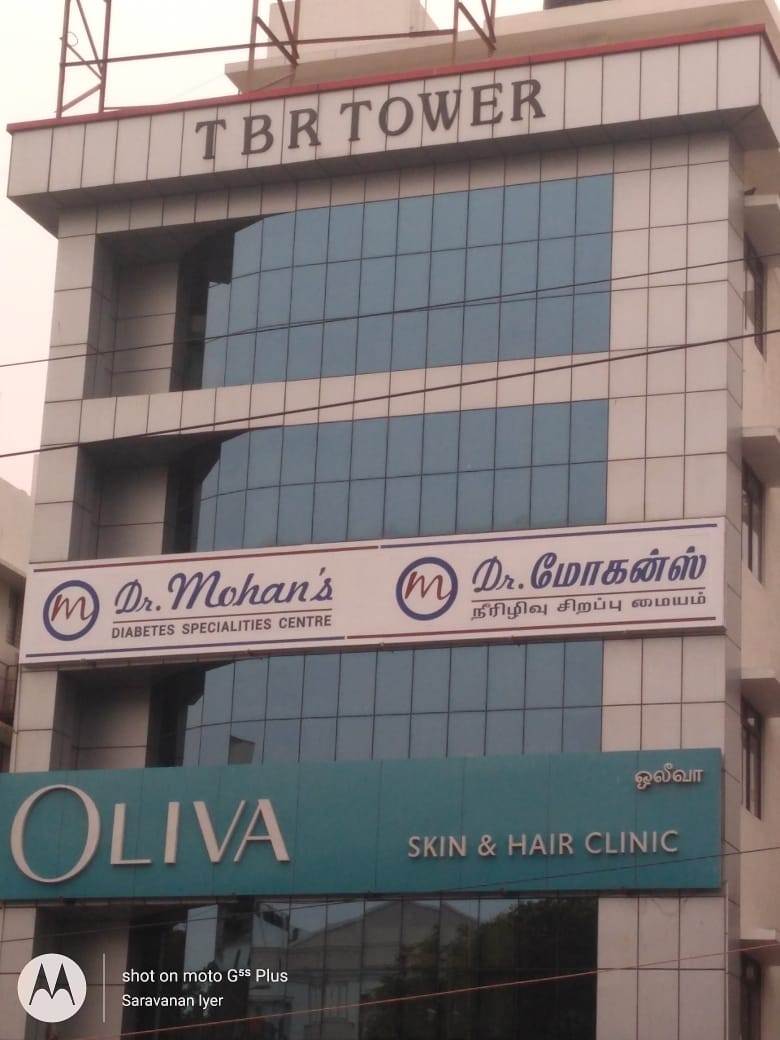 TBR TOWER
m Dr. Mohan's
DIABETES SPECIALITIES CENTRE
m Dr. மோகன்ஸ்
நீரிழிவு சிறப்பு மையம்
ஒலீவா
OLIVA
SKIN & HAIR CLINIC
shot on moto G⁵ˢ Plus
Saravanan Iyer